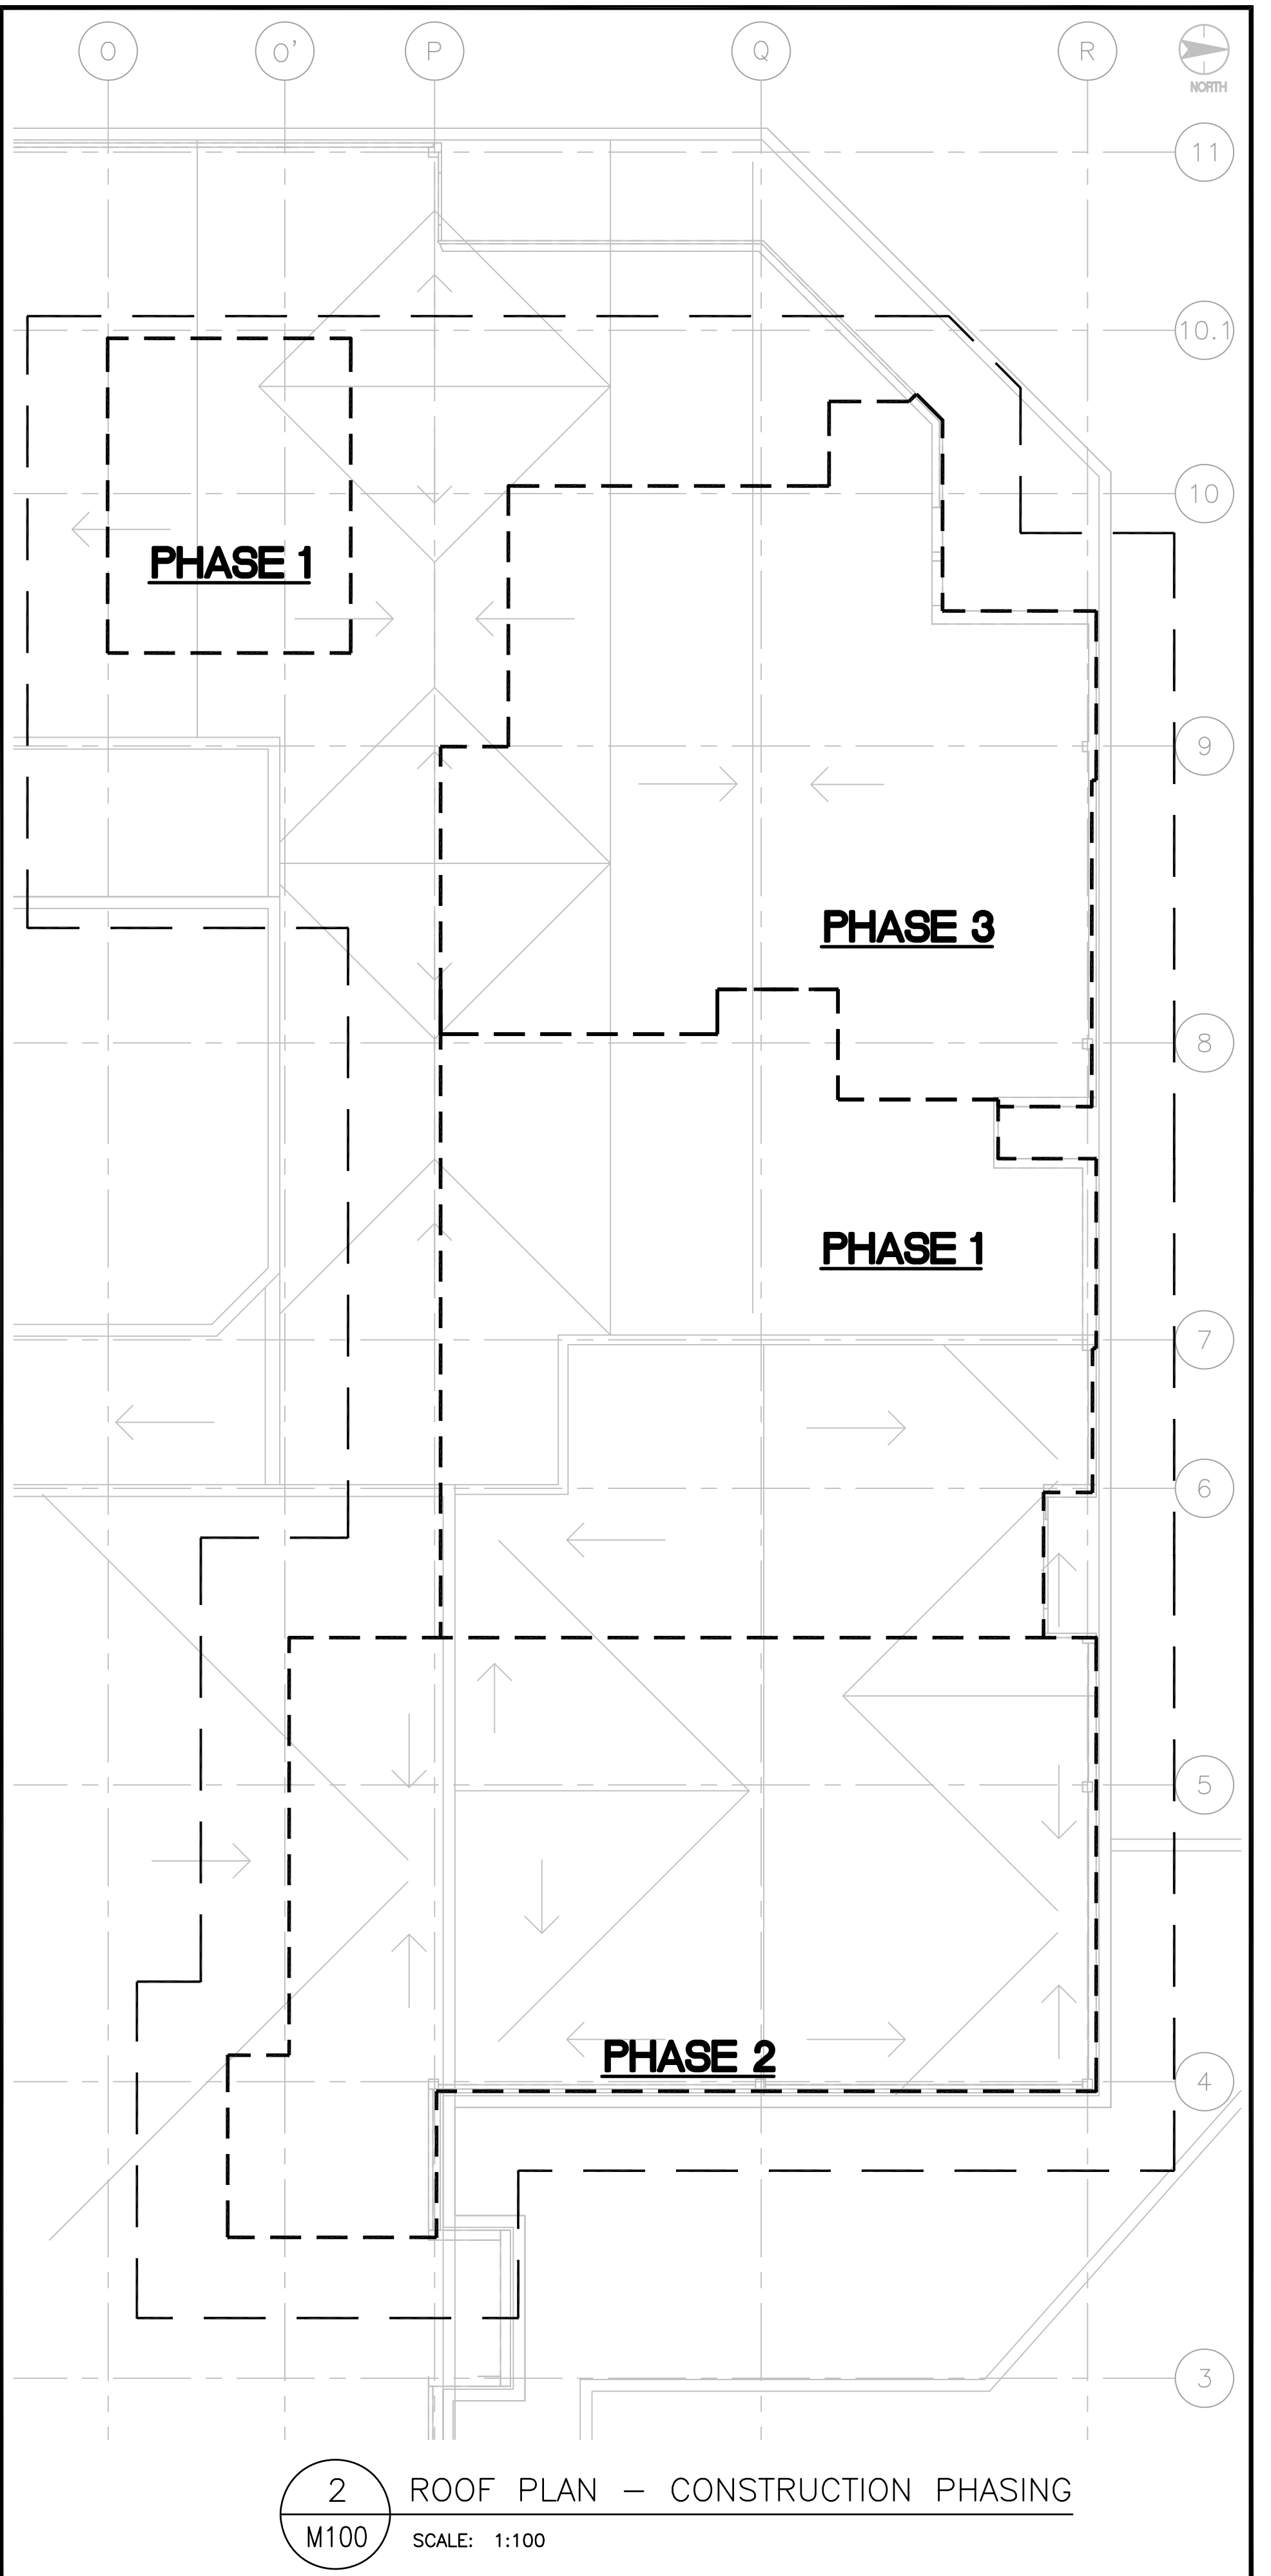 O O' P Q R
NORTH
11
10.1
10
PHASE 1
9
PHASE 3
8
PHASE 1
7
6
5
PHASE 2
4
3
2 ROOF PLAN - CONSTRUCTION PHASING
M100 SCALE: 1:100